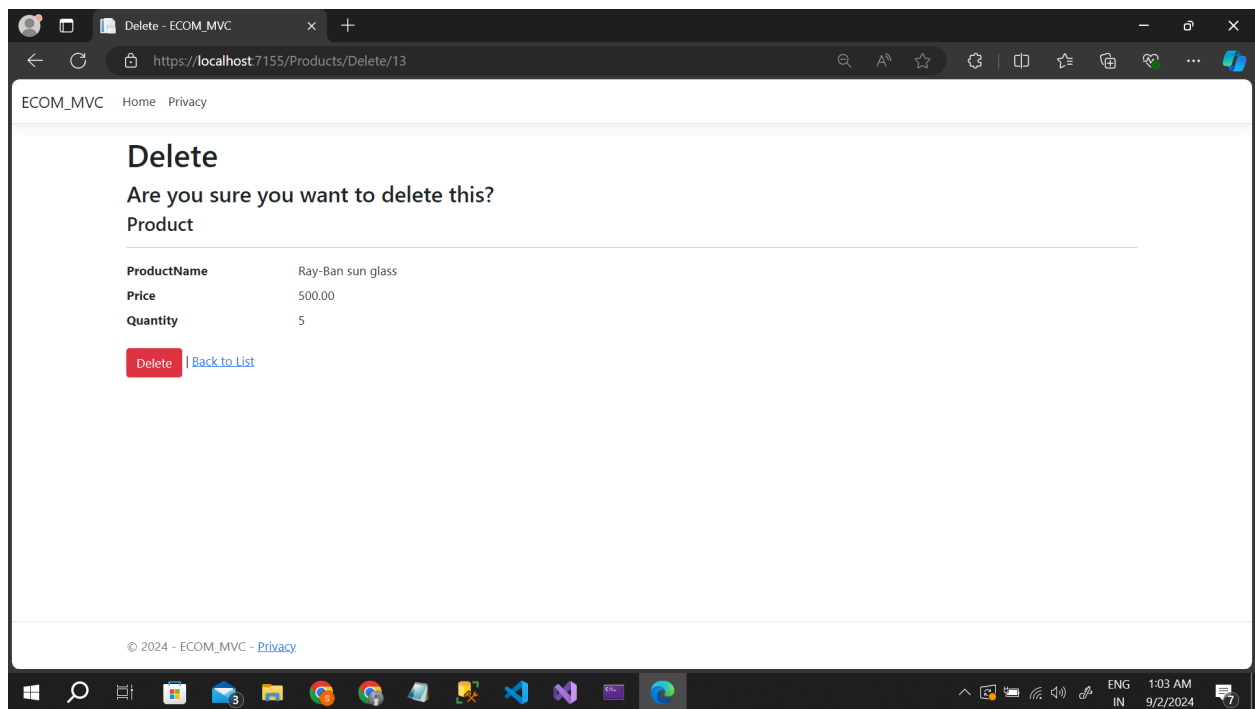 Delete - ECOM_MVC
https://localhost:7155/Products/Delete/13
ECOM_MVC Home Privacy
Delete
Are you sure you want to delete this?
Product
ProductName Ray-Ban sun glass
Price 500.00
Quantity 5
Delete | Back to List
© 2024 - ECOM_MVC - Privacy
3
ENG 1:03 AM
IN 9/2/2024
7